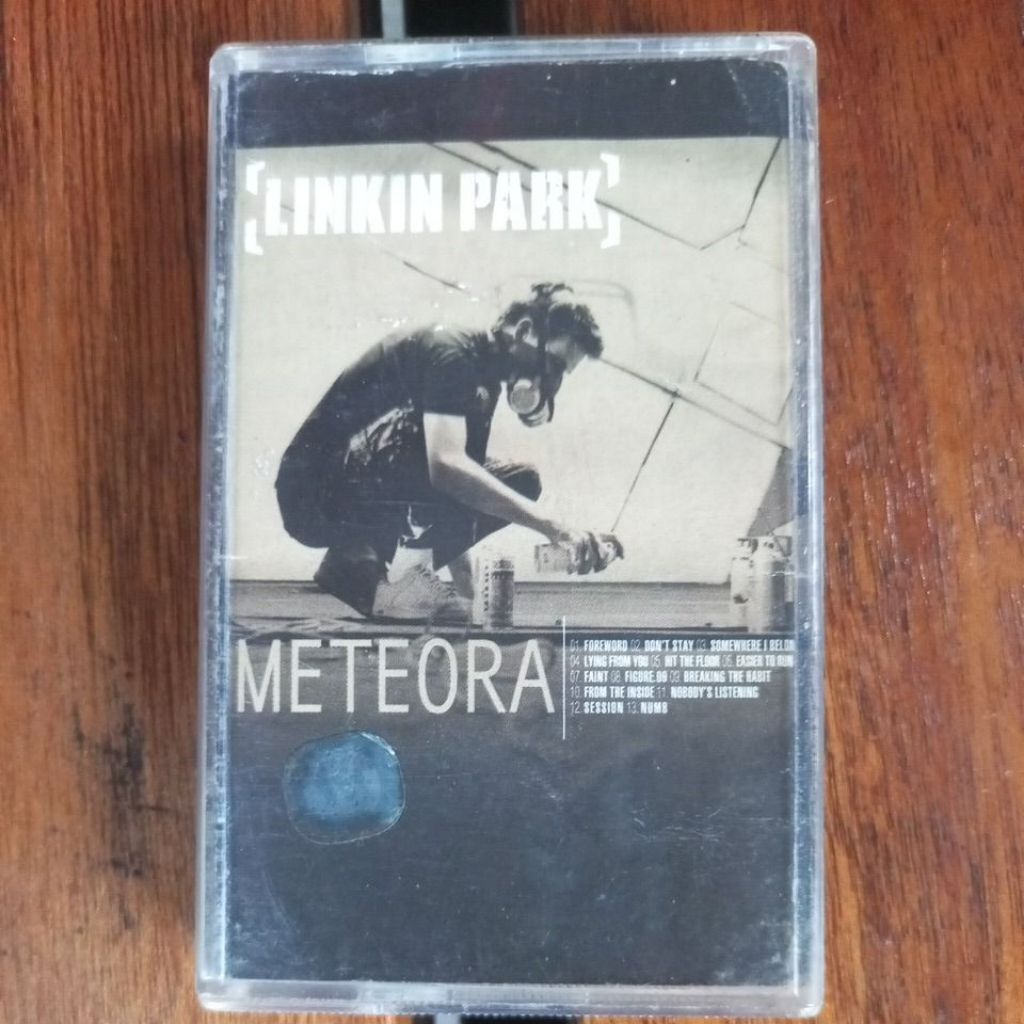 [LINKIN PARK]
METEORA
01. FOREWORD 02. DON'T STAY 03. SOMEWHERE I BELON
04. LYING FROM YOU 05. HIT THE FLOOR 06. EASIER TO RUN
07. FAINT 08. FIGURE.09 09. BREAKING THE HABIT
10. FROM THE INSIDE 11. NOBODY'S LISTENING
12. SESSION 13. NUMB